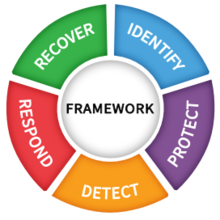 FRAMEWORK
IDENTIFY
PROTECT
DETECT
RESPOND
RECOVER